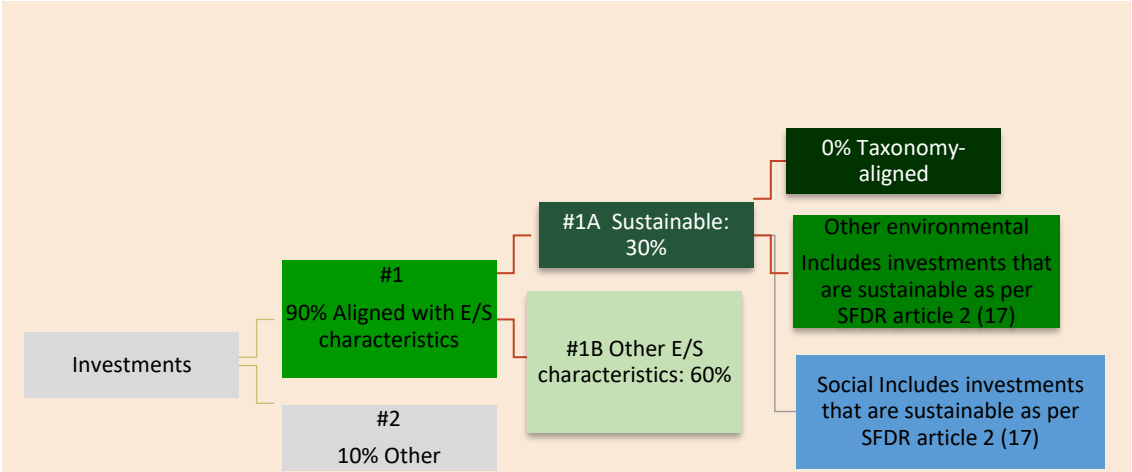 Investments
#1
90% Aligned with E/S
characteristics
#2
10% Other
#1A  Sustainable:
30%
#1B Other E/S
characteristics: 60%
0% Taxonomy-
aligned
Other environmental
Includes investments that
are sustainable as per
SFDR article 2 (17)
Social Includes investments
that are sustainable as per
SFDR article 2 (17)